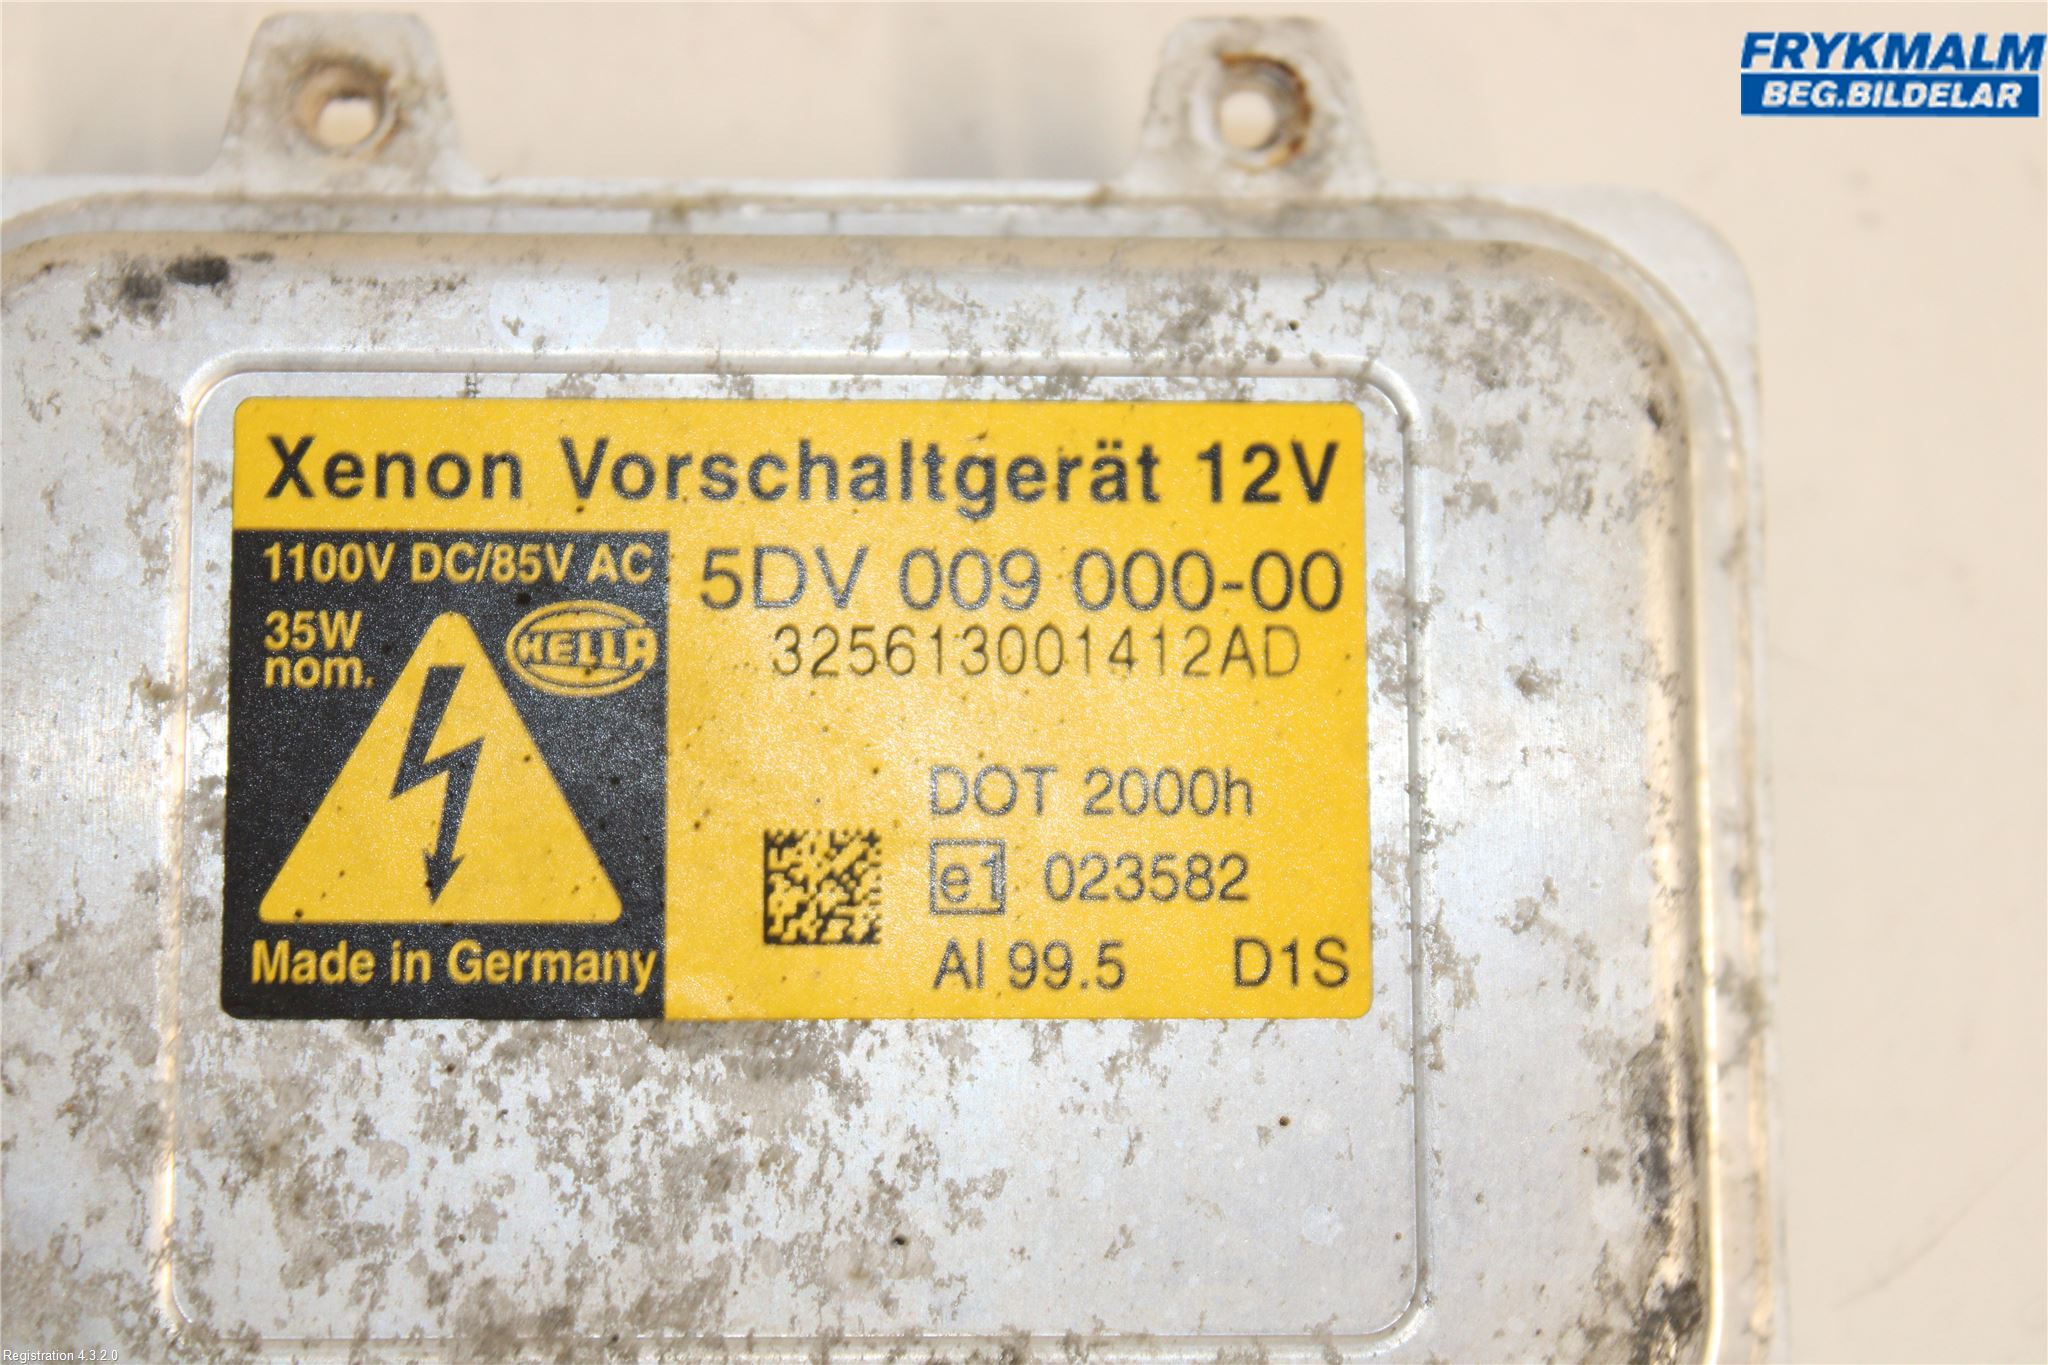 FRYKMALM
BEG.BILDELAR
Xenon Vorschaltgerät 12V
1100V DC/85V AC
35W
nom.
HELLA
Made in Germany
5DV 009 000-00
325613001412AD
DOT 2000h
e1 023582
Al 99.5 D1S
Registration 4.3.2.0